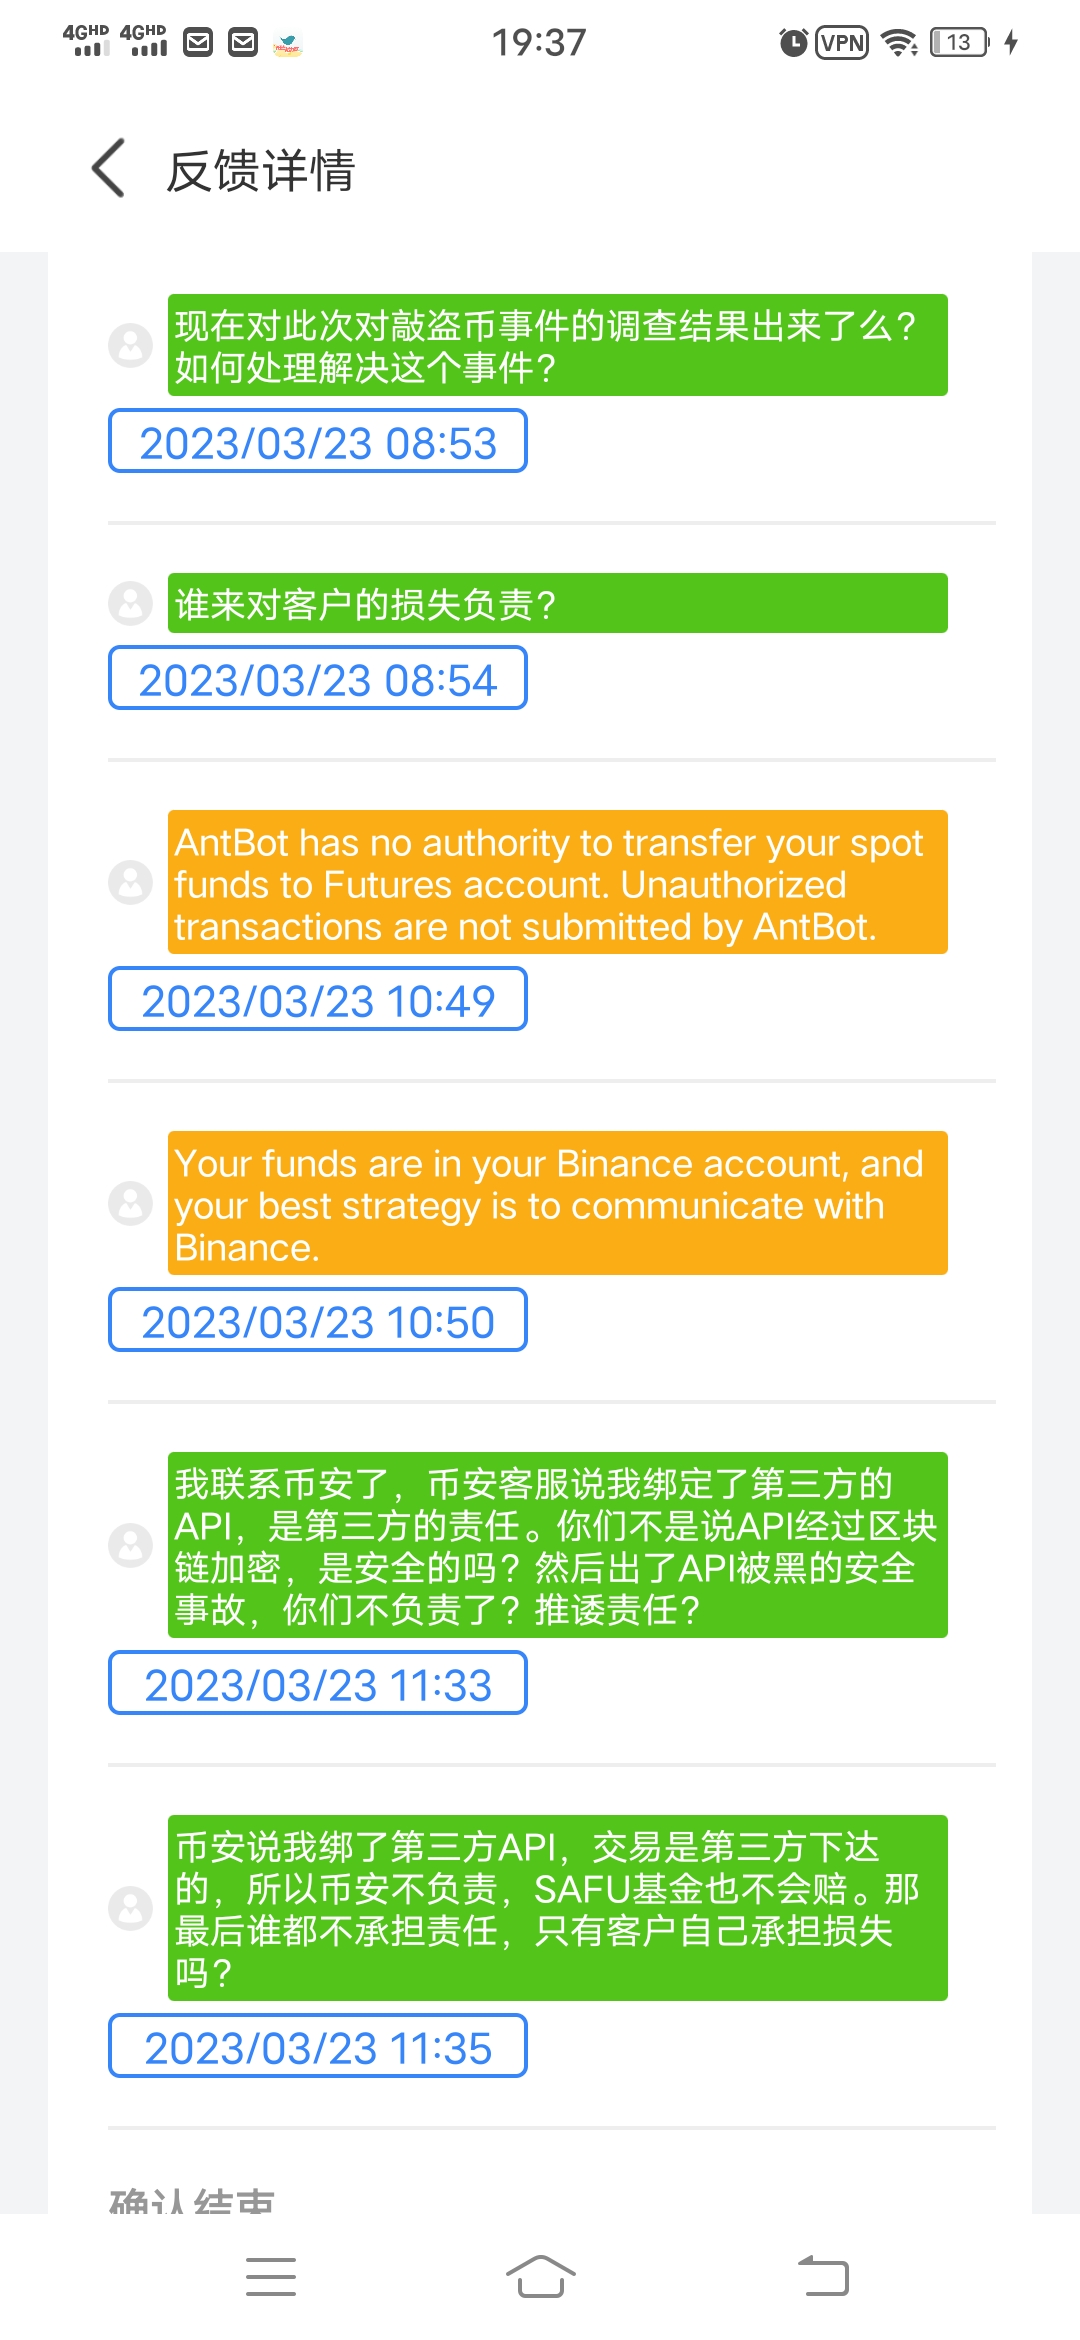 4GHD 4GHD 19:37 VPN 13
反馈详情
现在对此次对敲盗币事件的调查结果出来了么？
如何处理解决这个事件？
2023/03/23 08:53
谁来对客户的损失负责？
2023/03/23 08:54
AntBot has no authority to transfer your spot
funds to Futures account. Unauthorized
transactions are not submitted by AntBot.
2023/03/23 10:49
Your funds are in your Binance account, and
your best strategy is to communicate with
Binance.
2023/03/23 10:50
我联系币安了，币安客服说我绑定了第三方的
API，是第三方的责任。你们不是说API经过区块
链加密，是安全的吗？然后出了API被黑的安全
事故，你们不负责了？推诿责任？
2023/03/23 11:33
币安说我绑了第三方API，交易是第三方下达
的，所以币安不负责，SAFU基金也不会赔。那
最后谁都不承担责任，只有客户自己承担损失
吗？
2023/03/23 11:35
确认结束